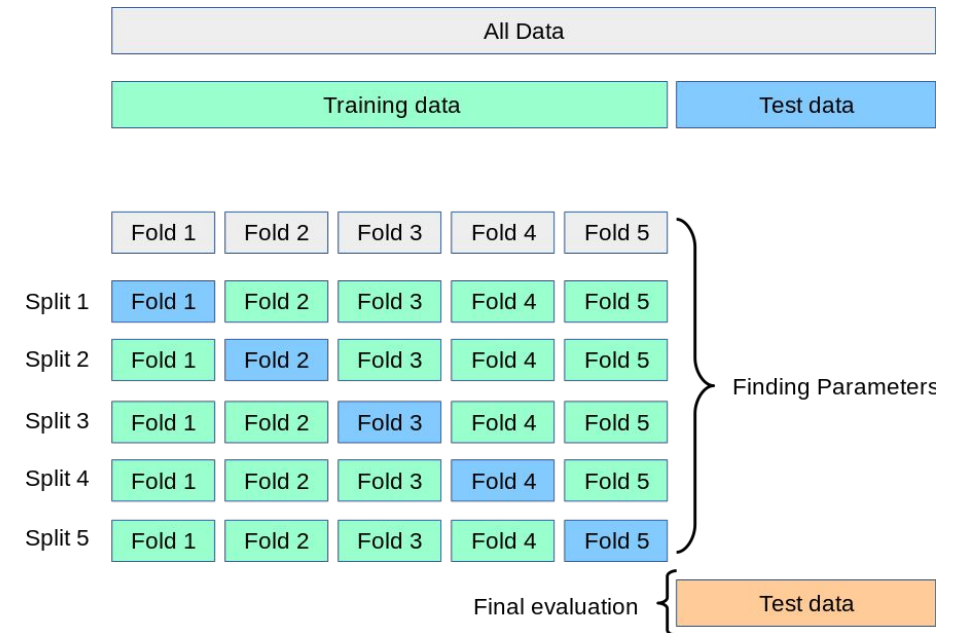 All Data
Training data Test data
Fold 1 Fold 2 Fold 3 Fold 4 Fold 5
Split 1 Fold 1 Fold 2 Fold 3 Fold 4 Fold 5
Split 2 Fold 1 Fold 2 Fold 3 Fold 4 Fold 5
Finding Parameters
Split 3 Fold 1 Fold 2 Fold 3 Fold 4 Fold 5
Split 4 Fold 1 Fold 2 Fold 3 Fold 4 Fold 5
Split 5 Fold 1 Fold 2 Fold 3 Fold 4 Fold 5
Final evaluation Test data